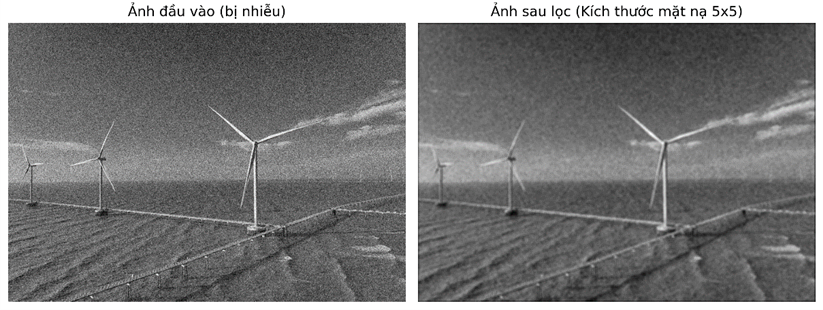 Ảnh đầu vào (bị nhiễu)
Ảnh sau lọc (Kích thước mặt nạ 5x5)